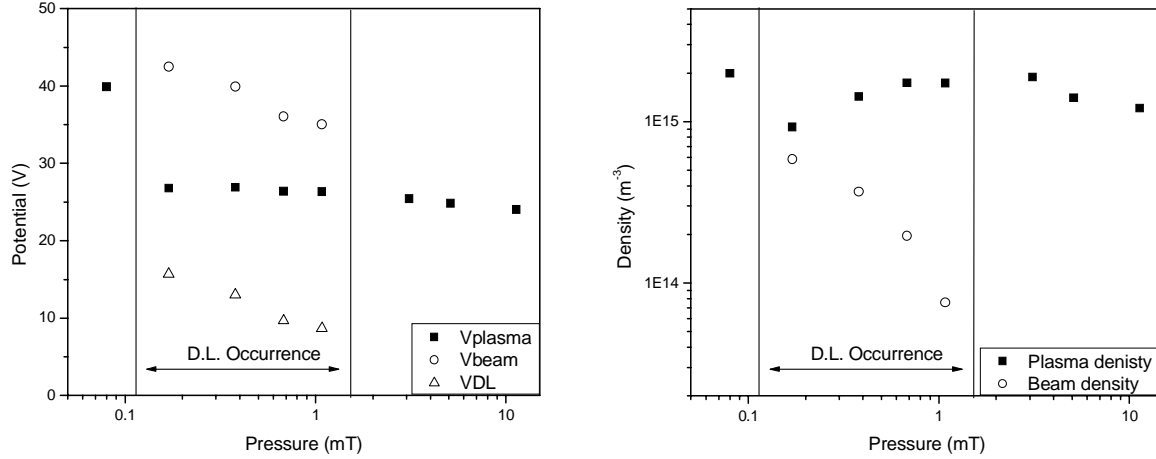 50
40
30
20
10
0
Potential (V)
0.1
1
10
Pressure (mT)
D.L. Occurrence
Vplasma
Vbeam
VDL
1E15
1E14
Density (m-3)
0.1
1
10
Pressure (mT)
D.L. Occurrence
Plasma denisty
Beam density